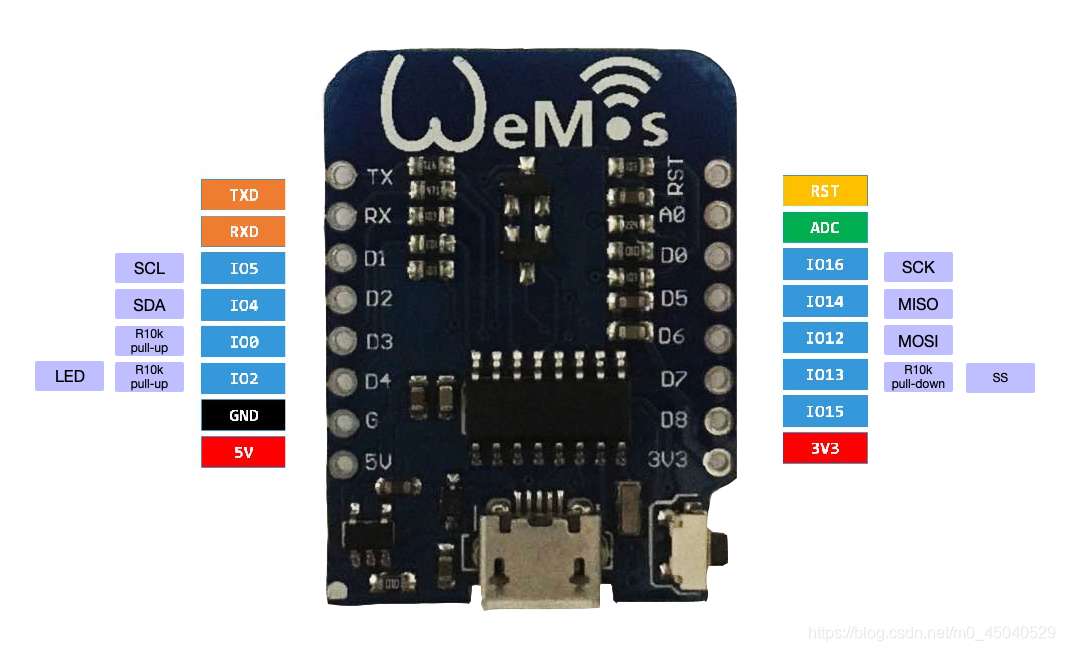 WeMos
TXD
TX
RST
RST
RXD
RX
A0
ADC
SCL
IO5
D1
D0
IO16
SCK
SDA
IO4
D2
D5
IO14
MISO
R10k
pull-up
IO0
D3
D6
IO12
MOSI
LED
R10k
pull-up
IO2
D4
D7
IO13
R10k
pull-down
SS
GND
G
D8
IO15
5V
5V
3V3
3V3
https://blog.csdn.net/m0_45040529